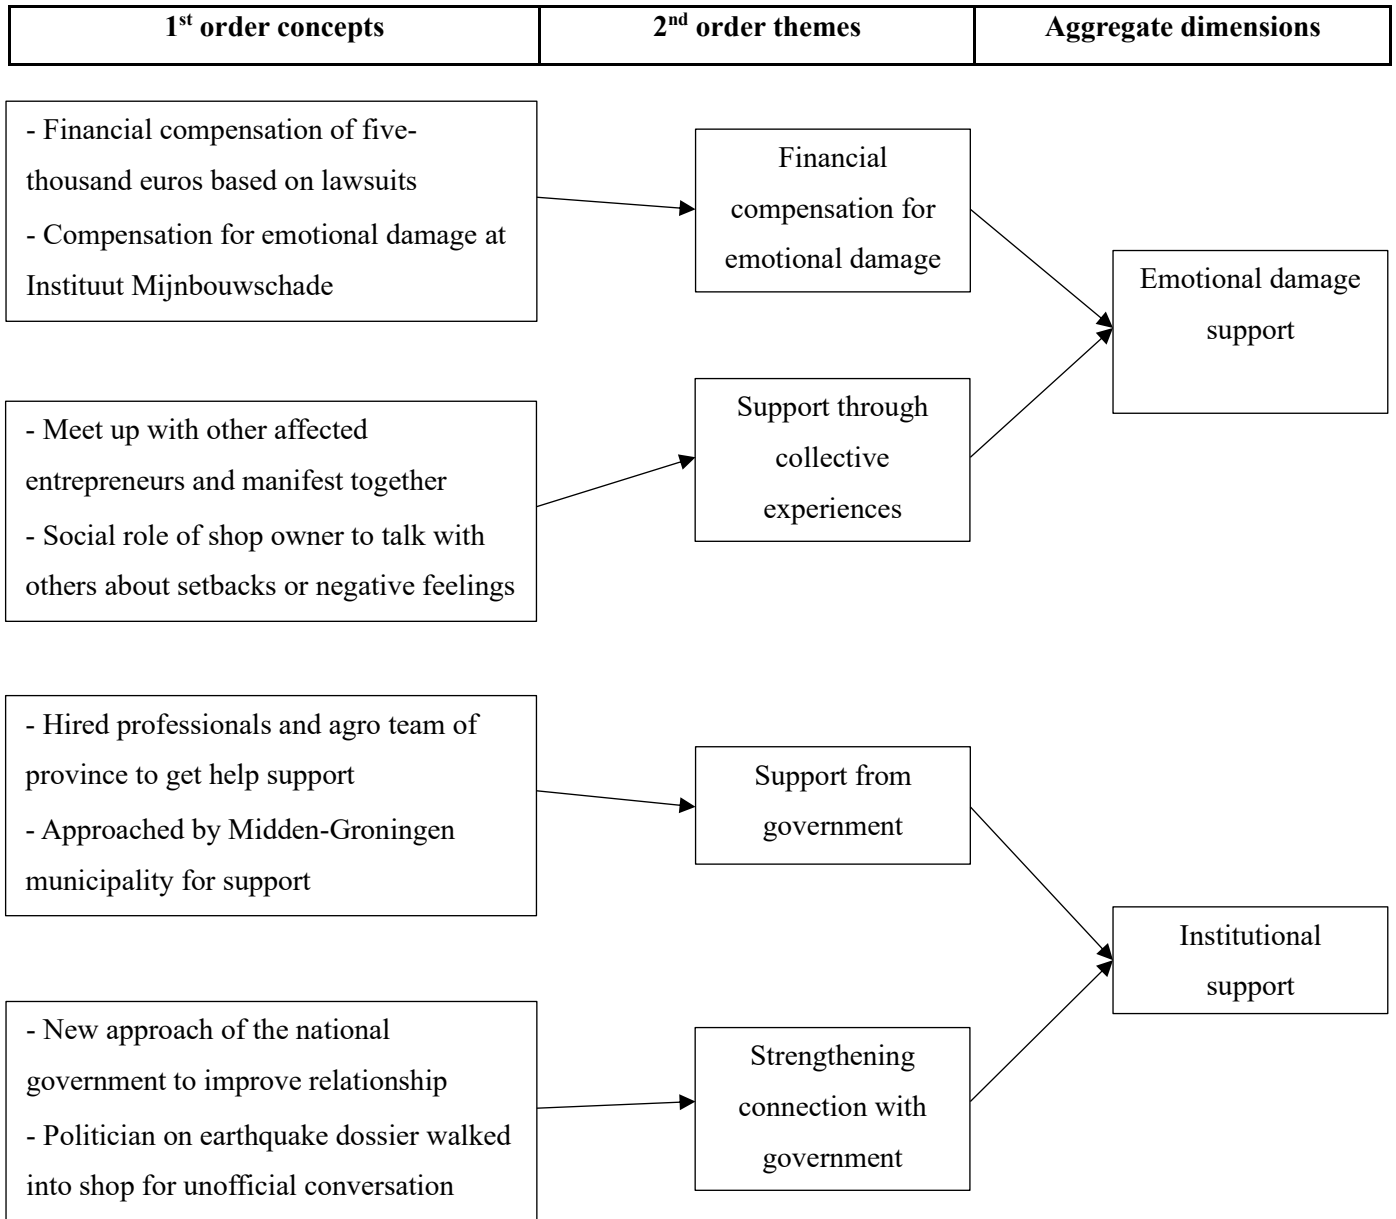 1st order concepts
2nd order themes
Aggregate dimensions
- Financial compensation of five-
thousand euros based on lawsuits
- Compensation for emotional damage at
Instituut Mijnbouwschade
Financial
compensation for
emotional damage
Emotional damage
support
- Meet up with other affected
entrepreneurs and manifest together
- Social role of shop owner to talk with
others about setbacks or negative feelings
Support through
collective
experiences
- Hired professionals and agro team of
province to get help support
- Approached by Midden-Groningen
municipality for support
Support from
government
Institutional
support
- New approach of the national
government to improve relationship
- Politician on earthquake dossier walked
into shop for unofficial conversation
Strengthening
connection with
government